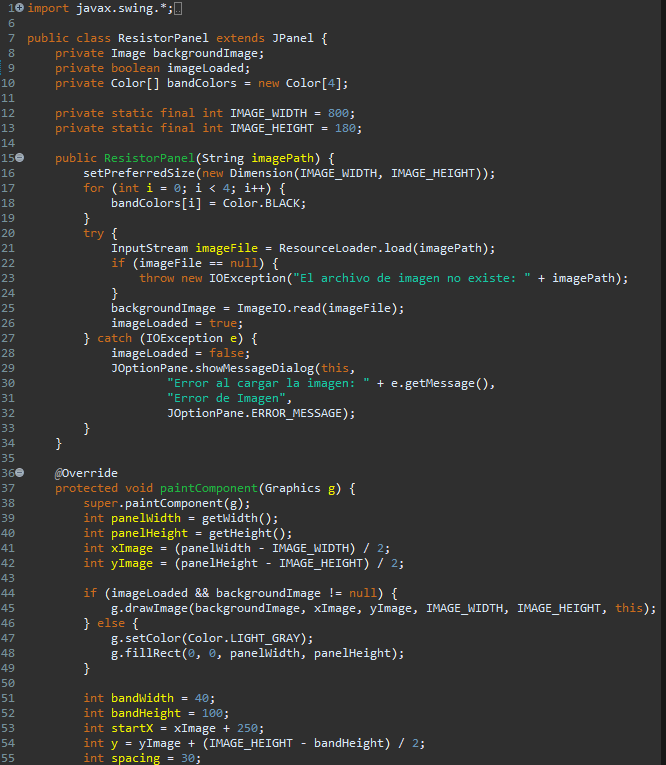 1 import javax.swing.*;
6
7 public class ResistorPanel extends JPanel {
8     private Image backgroundImage;
9     private boolean imageLoaded;
10     private Color[] bandColors = new Color[4];
11
12     private static final int IMAGE_WIDTH = 800;
13     private static final int IMAGE_HEIGHT = 180;
14
15     public ResistorPanel(String imagePath) {
16         setPreferredSize(new Dimension(IMAGE_WIDTH, IMAGE_HEIGHT));
17         for (int i = 0; i < 4; i++) {
18             bandColors[i] = Color.BLACK;
19         }
20         try {
21             InputStream imageFile = ResourceLoader.load(imagePath);
22             if (imageFile == null) {
23                 throw new IOException("El archivo de imagen no existe: " + imagePath);
24             }
25             backgroundImage = ImageIO.read(imageFile);
26             imageLoaded = true;
27         } catch (IOException e) {
28             imageLoaded = false;
29             JOptionPane.showMessageDialog(this,
30                     "Error al cargar la imagen: " + e.getMessage(),
31                     "Error de Imagen",
32                     JOptionPane.ERROR_MESSAGE);
33         }
34     }
35
36     @Override
37     protected void paintComponent(Graphics g) {
38         super.paintComponent(g);
39         int panelWidth = getWidth();
40         int panelHeight = getHeight();
41         int xImage = (panelWidth - IMAGE_WIDTH) / 2;
42         int yImage = (panelHeight - IMAGE_HEIGHT) / 2;
43
44         if (imageLoaded && backgroundImage != null) {
45             g.drawImage(backgroundImage, xImage, yImage, IMAGE_WIDTH, IMAGE_HEIGHT, this);
46         } else {
47             g.setColor(Color.LIGHT_GRAY);
48             g.fillRect(0, 0, panelWidth, panelHeight);
49         }
50
51         int bandWidth = 40;
52         int bandHeight = 100;
53         int startX = xImage + 250;
54         int y = yImage + (IMAGE_HEIGHT - bandHeight) / 2;
55         int spacing = 30;